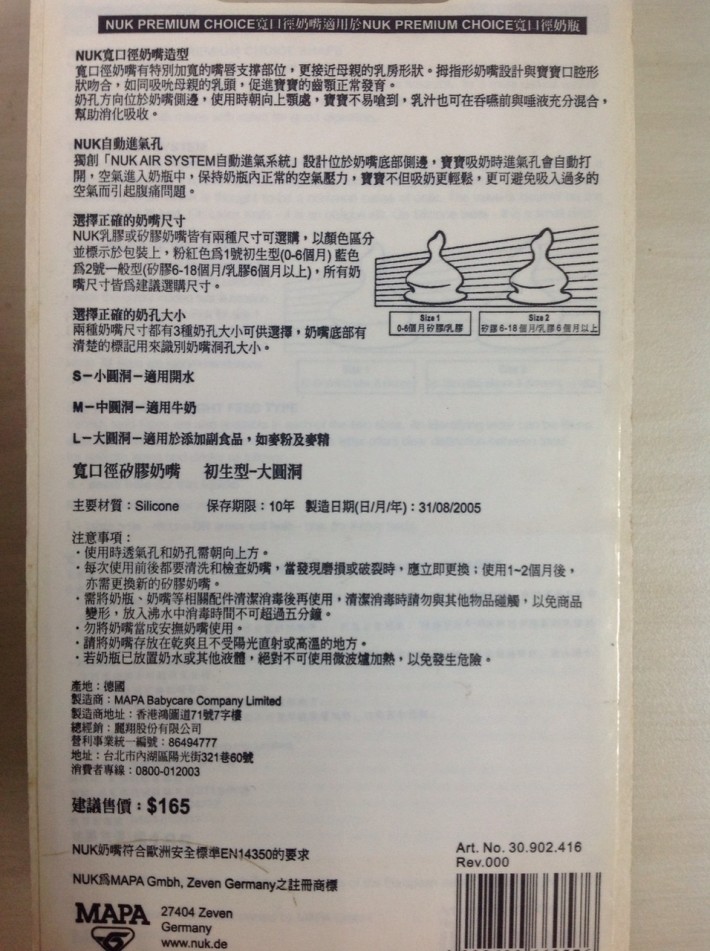 NUK PREMIUM CHOICE寬口徑奶嘴適用於NUK PREMIUM CHOICE寬口徑奶瓶
NUK寬口徑奶嘴造型
寬口徑奶嘴有特別加寬的嘴唇支撐部位，更接近母親的乳房形狀。拇指形奶嘴設計與寶寶口腔形
狀吻合，如同吸吮母親的乳頭，促進寶寶的齒顎正常發育。
奶孔方向位於奶嘴側邊，使用時朝向上顎處，寶寶不易嗆到，乳汁也可在吞嚥前與唾液充分混合，
幫助消化吸收。
NUK自動進氣孔
獨創「NUK AIR SYSTEM自動進氣系統」設計位於奶嘴底部側邊，寶寶吸奶時進氣孔會自動打
開，空氣進入奶瓶中，保持奶瓶內正常的空氣壓力，寶寶不但吸奶更輕鬆，更可避免吸入過多的
空氣而引起腹痛問題。
選擇正確的奶嘴尺寸
NUK乳膠或矽膠奶嘴皆有兩種尺寸可選購，以顏色區分
並標示於包裝上，粉紅色為1號初生型(0-6個月) 藍色
為2號一般型(矽膠6-18個月/乳膠6個月以上)，所有奶
嘴尺寸皆為建議選購尺寸。
Size 1
0-6個月矽膠/乳膠
Size 2
矽膠6-18個月/乳膠6個月以上
選擇正確的奶孔大小
兩種奶嘴尺寸都有3種奶孔大小可供選擇，奶嘴底部有
清楚的標記用來識別奶嘴洞孔大小。
S－小圓洞－適用開水
M－中圓洞－適用牛奶
L－大圓洞－適用於添加副食品，如麥粉及麥精
寬口徑矽膠奶嘴 初生型-大圓洞
主要材質：Silicone 保存期限：10年 製造日期(日/月/年)：31/08/2005
注意事項：
・使用時透氣孔和奶孔需朝向上方。
・每次使用前後都要清洗和檢查奶嘴，當發現磨損或破裂時，應立即更換；使用1~2個月後，
亦需更換新的矽膠奶嘴。
・需將奶瓶、奶嘴等相關配件清潔消毒後再使用，清潔消毒時請勿與其他物品碰觸，以免商品
變形，放入沸水中消毒時間不可超過五分鐘。
・勿將奶嘴當成安撫奶嘴使用。
・請將奶嘴存放在乾爽且不受陽光直射或高溫的地方。
・若奶瓶已放置奶水或其他液體，絕對不可使用微波爐加熱，以免發生危險。
產地：德國
製造商：MAPA Babycare Company Limited
製造商地址：香港鴻圖道71號7字樓
總經銷：麗翔股份有限公司
營利事業統一編號：86494777
地址：台北市內湖區陽光街321巷60號
消費者專線：0800-012003
建議售價：$165
NUK奶嘴符合歐洲安全標準EN14350的要求
NUK為MAPA Gmbh, Zeven Germany之註冊商標
Art. No. 30.902.416
Rev.000
MAPA
27404 Zeven
Germany
www.nuk.de